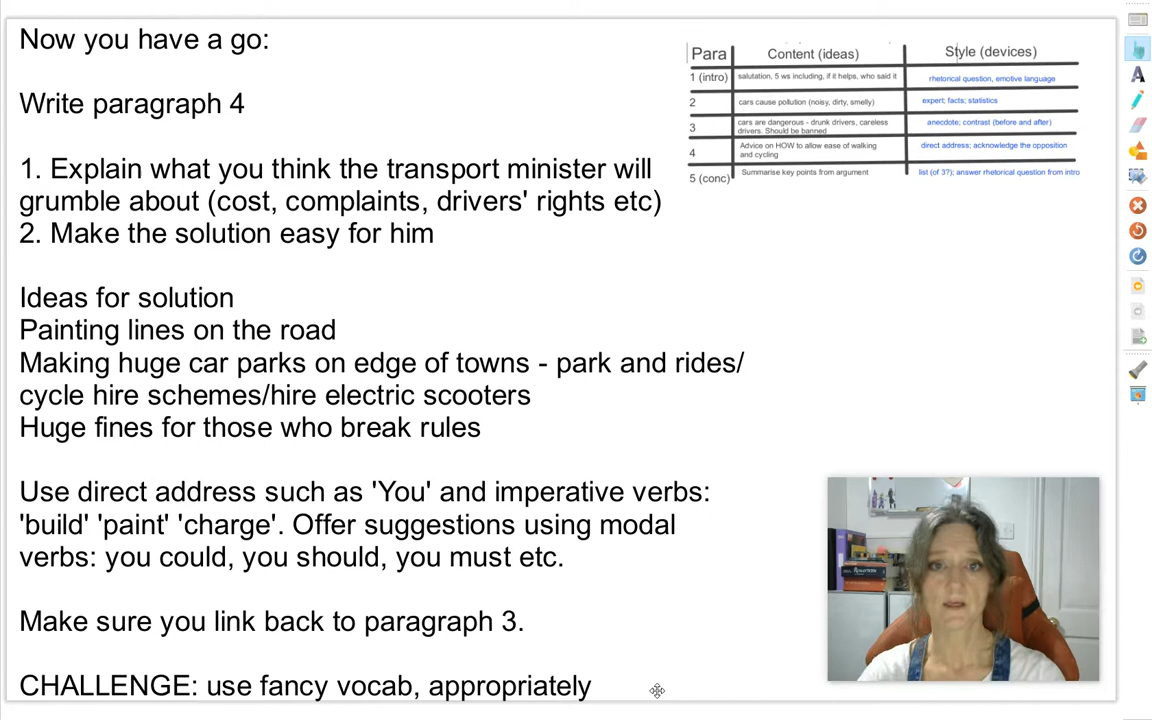 Now you have a go:
Write paragraph 4
1. Explain what you think the transport minister will
grumble about (cost, complaints, drivers' rights etc)
2. Make the solution easy for him
Ideas for solution
Painting lines on the road
Making huge car parks on edge of towns - park and rides/
cycle hire schemes/hire electric scooters
Huge fines for those who break rules
Use direct address such as 'You' and imperative verbs:
'build' 'paint' 'charge'. Offer suggestions using modal
verbs: you could, you should, you must etc.
Make sure you link back to paragraph 3.
CHALLENGE: use fancy vocab, appropriately
Para Content (ideas) Style (devices)
1 (intro) salutation, 5 ws including, if it helps, who said it rhetorical question, emotive language
2 cars cause pollution (noisy, dirty, smelly) expert; facts; statistics
3 cars are dangerous - drunk drivers, careless
drivers. Should be banned anecdote; contrast (before and after)
4 Advice on HOW to allow ease of walking
and cycling direct address; acknowledge the opposition
5 (conc) Summarise key points from argument list (of 3?); answer rhetorical question from intro